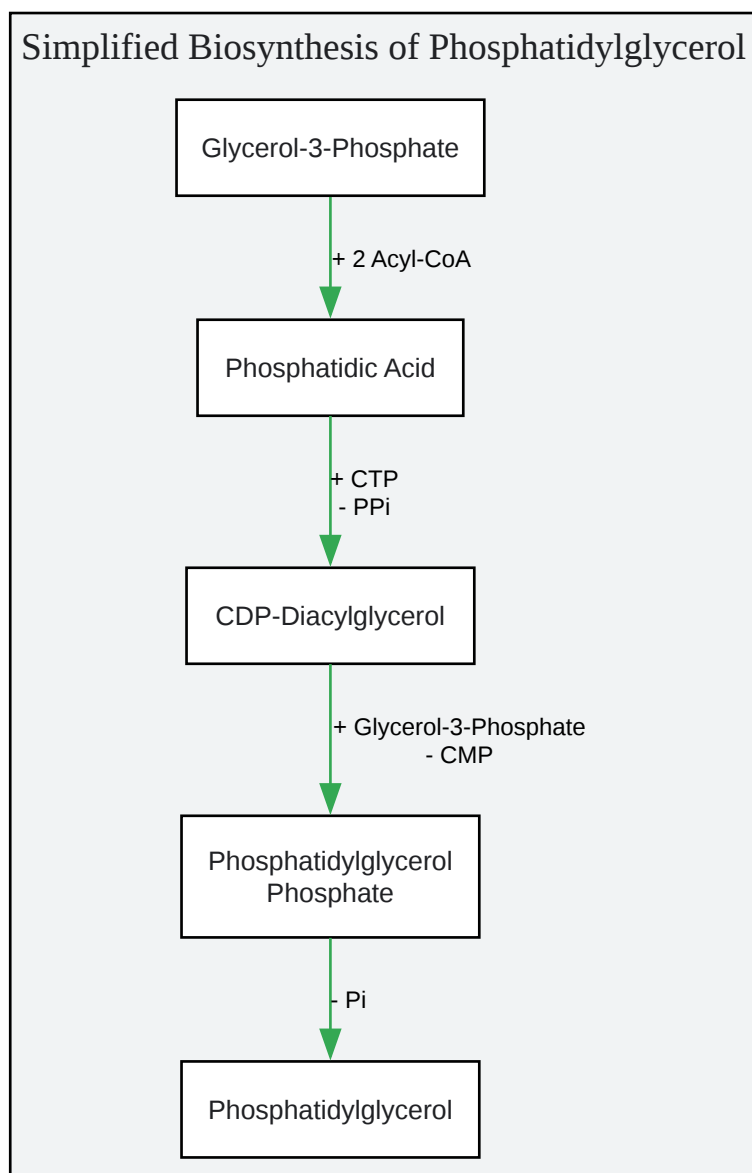 Simplified Biosynthesis of Phosphatidylglycerol
Glycerol-3-Phosphate
+ 2 Acyl-CoA
Phosphatidic Acid
+ CTP
- PPi
CDP-Diacylglycerol
+ Glycerol-3-Phosphate
- CMP
Phosphatidylglycerol
Phosphate
- Pi
Phosphatidylglycerol